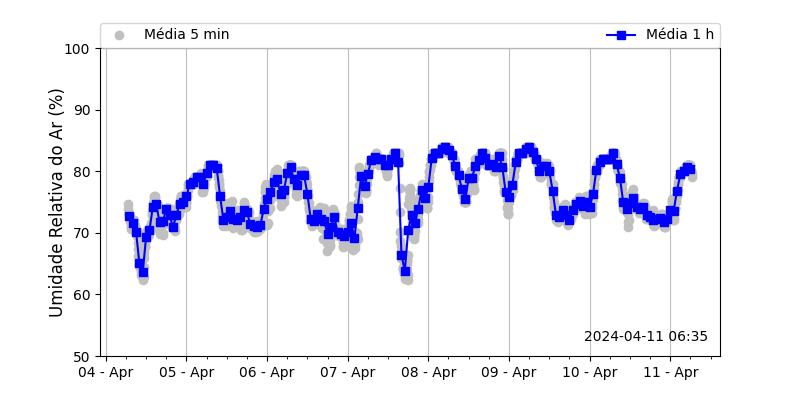 Média 5 min
Média 1 h
Umidade Relativa do Ar (%)
100
90
80
70
60
50
2024-04-11 06:35
04 - Apr
05 - Apr
06 - Apr
07 - Apr
08 - Apr
09 - Apr
10 - Apr
11 - Apr